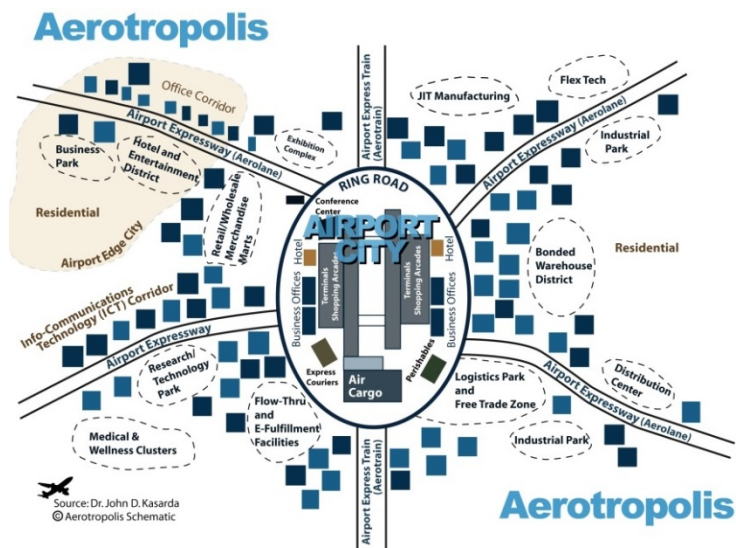 Aerotropolis
Office Corridor
Airport Expressway (Aerolane)
Business
Park
Hotel and
Entertainment
District
Exhibition
Complex
Residential
Airport Edge City
Retail/Wholesale
Merchandise
Marts
Airport Express Train
(Aerotrain)
JIT Manufacturing
Flex Tech
Airport Expressway (Aerolane)
Industrial
Park
RING ROAD
Conference
Center
AIRPORT
CITY
Hotel
Hotel
Terminals
Shopping Arcades
Terminals
Shopping Arcades
Business Offices
Business Offices
Express
Couriers
Perishables
Air
Cargo
Bonded
Warehouse
District
Residential
Info-Communications
Technology (ICT) Corridor
Airport Expressway
Research/
Technology
Park
Medical &
Wellness Clusters
Flow-Thru
and
E-Fulfillment
Facilities
Logistics Park
and
Free Trade Zone
Distribution
Center
Airport Expressway (Aerolane)
Industrial Park
Airport Express Train
(Aerotrain)
Source: Dr. John D. Kasarda
© Aerotropolis Schematic
Aerotropolis